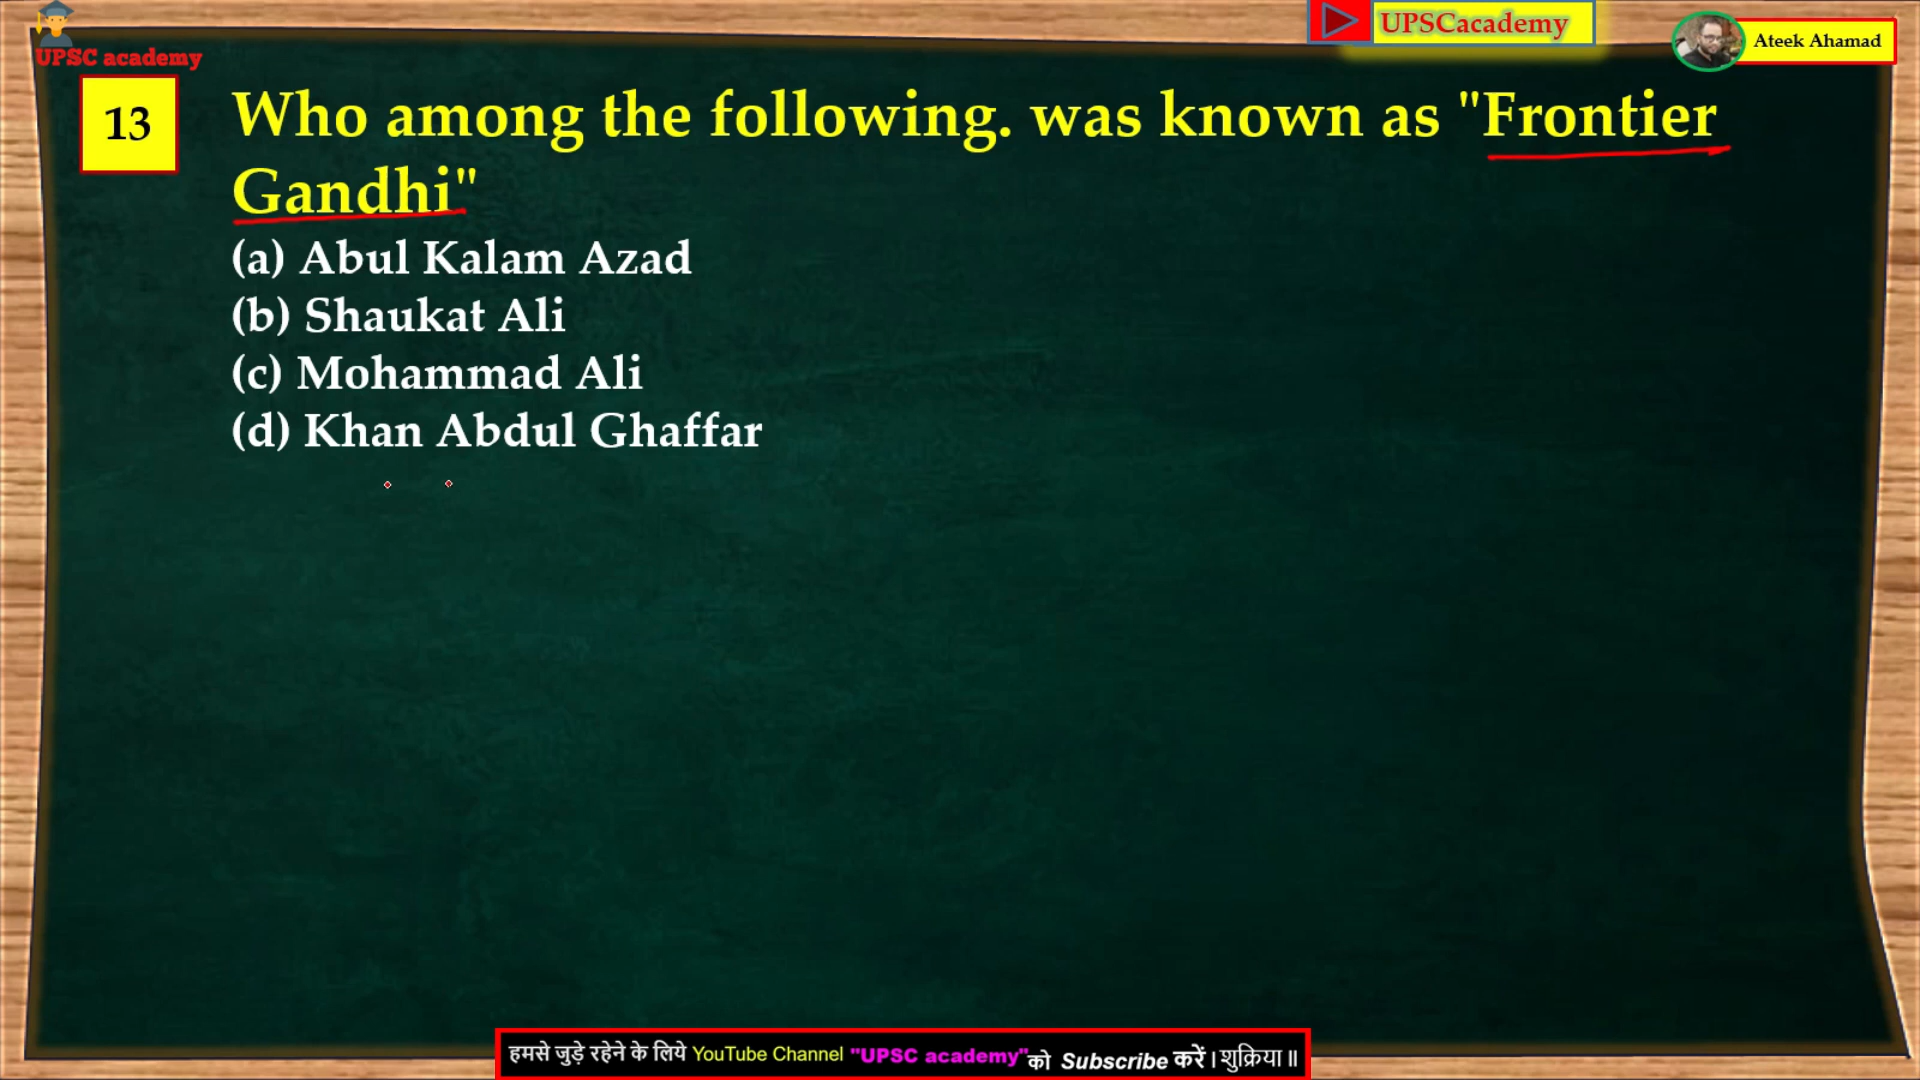 UPSC academy
UPSCacademy
Ateek Ahamad
13
Who among the following. was known as "Frontier
Gandhi"
(a) Abul Kalam Azad
(b) Shaukat Ali
(c) Mohammad Ali
(d) Khan Abdul Ghaffar
हमसे जुड़े रहेने के लिये YouTube Channel "UPSC academy" को Subscribe करें। शुक्रिया॥